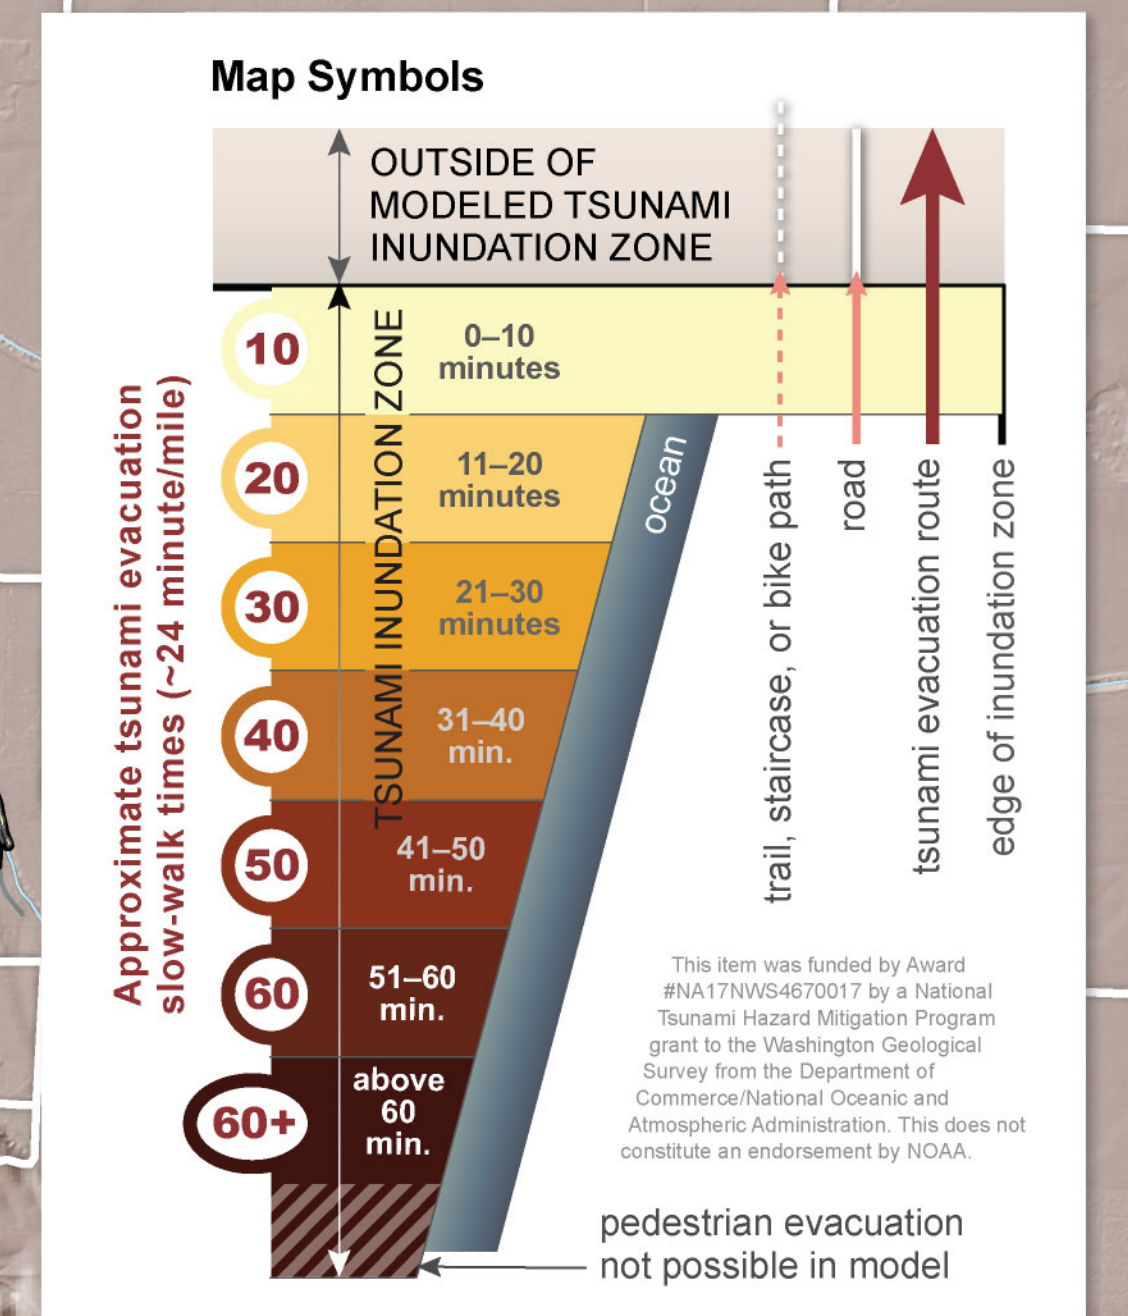 Map Symbols
OUTSIDE OF
MODELED TSUNAMI
INUNDATION ZONE
Approximate tsunami evacuation
slow-walk times (~24 minute/mile)
TSUNAMI INUNDATION ZONE
10
0–10
minutes
20
11–20
minutes
30
21–30
minutes
40
31–40
min.
50
41–50
min.
60
51–60
min.
60+
above
60
min.
ocean
trail, staircase, or bike path
road
tsunami evacuation route
edge of inundation zone
This item was funded by Award
#NA17NWS4670017 by a National
Tsunami Hazard Mitigation Program
grant to the Washington Geological
Survey from the Department of
Commerce/National Oceanic and
Atmospheric Administration. This does not
constitute an endorsement by NOAA.
pedestrian evacuation
not possible in model